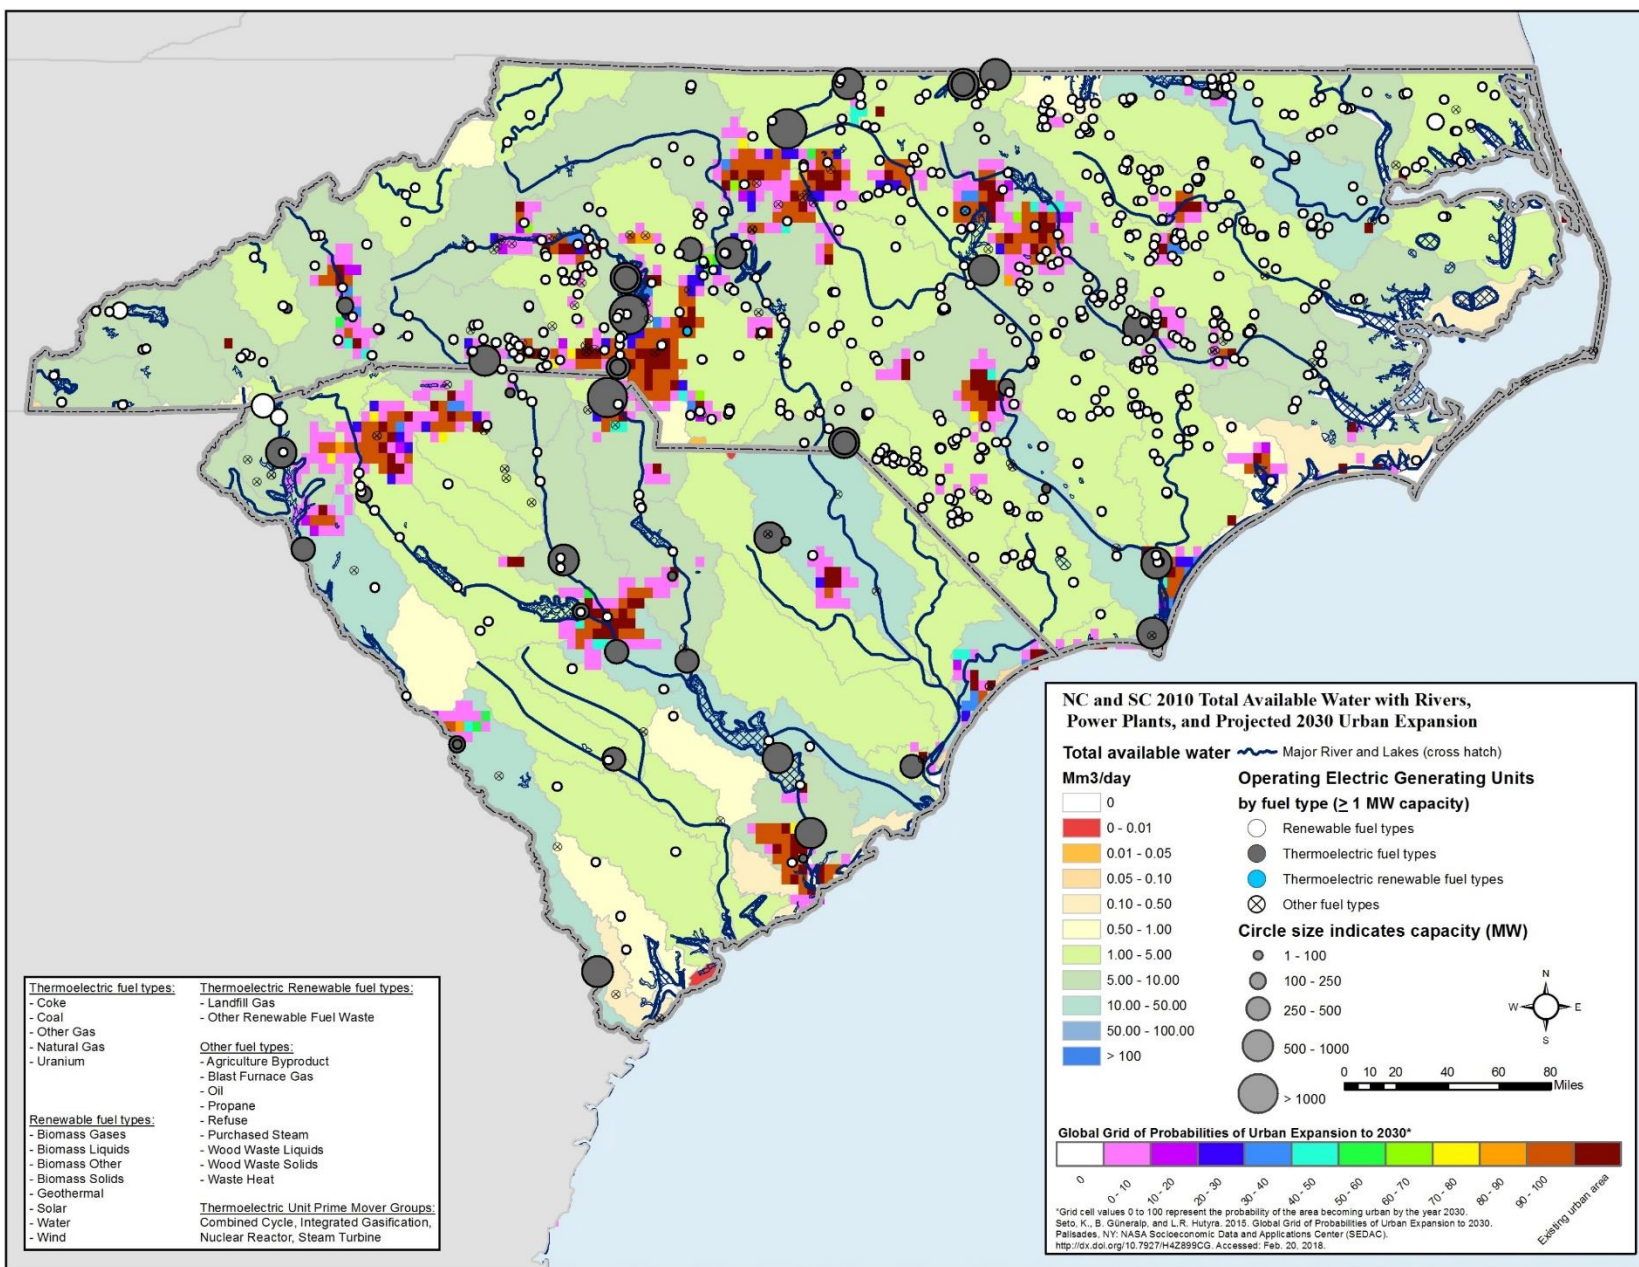 NC and SC 2010 Total Available Water with Rivers,
Power Plants, and Projected 2030 Urban Expansion
Total available water
Mm3/day
0
0 - 0.01
0.01 - 0.05
0.05 - 0.10
0.10 - 0.50
0.50 - 1.00
1.00 - 5.00
5.00 - 10.00
10.00 - 50.00
50.00 - 100.00
> 100
Major River and Lakes (cross hatch)
Operating Electric Generating Units
by fuel type (≥ 1 MW capacity)
Renewable fuel types
Thermoelectric fuel types
Thermoelectric renewable fuel types
Other fuel types
Circle size indicates capacity (MW)
1 - 100
100 - 250
250 - 500
500 - 1000
> 1000
N
W
E
S
0 10 20 40 60 80
Miles
Global Grid of Probabilities of Urban Expansion to 2030*
0
0 - 10
10 - 20
20 - 30
30 - 40
40 - 50
50 - 60
60 - 70
70 - 80
80 - 90
90 - 100
Existing urban area
*Grid cell values 0 to 100 represent the probability of the area becoming urban by the year 2030.
Seto, K., B. Güneralp, and L.R. Hutyra. 2015. Global Grid of Probabilities of Urban Expansion to 2030.
Palisades, NY: NASA Socioeconomic Data and Applications Center (SEDAC).
http://dx.doi.org/10.7927/H4Z899CG. Accessed: Feb. 20, 2018.
Thermoelectric fuel types:
- Coke
- Coal
- Other Gas
- Natural Gas
- Uranium
Renewable fuel types:
- Biomass Gases
- Biomass Liquids
- Biomass Other
- Biomass Solids
- Geothermal
- Solar
- Water
- Wind
Thermoelectric Renewable fuel types:
- Landfill Gas
- Other Renewable Fuel Waste
Other fuel types:
- Agriculture Byproduct
- Blast Furnace Gas
- Oil
- Propane
- Refuse
- Purchased Steam
- Wood Waste Liquids
- Wood Waste Solids
- Waste Heat
Thermoelectric Unit Prime Mover Groups:
Combined Cycle, Integrated Gasification,
Nuclear Reactor, Steam Turbine